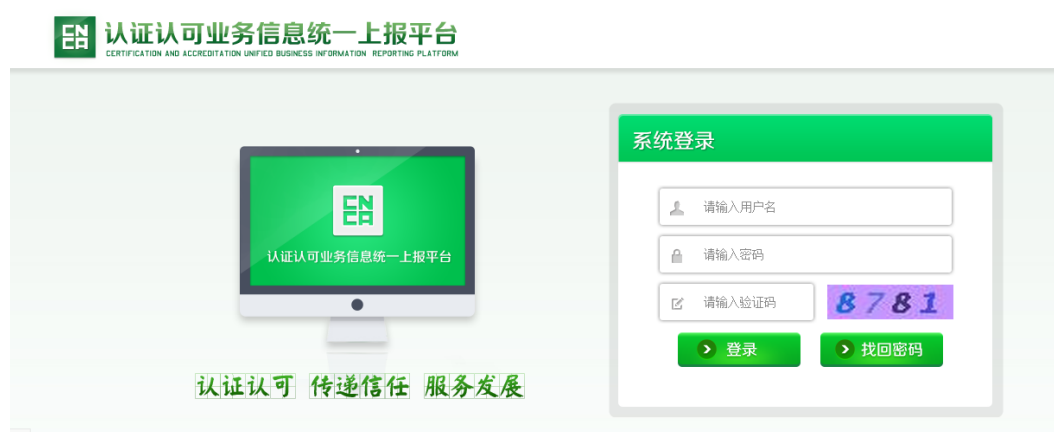 CNCA 认证认可业务信息统一上报平台
CERTIFICATION AND ACCREDITATION UNIFIED BUSINESS INFORMATION REPORTING PLATFORM
系统登录
CNCA
认证认可业务信息统一上报平台
请输入用户名
请输入密码
请输入验证码 8781
登录 找回密码
认证认可 传递信任 服务发展